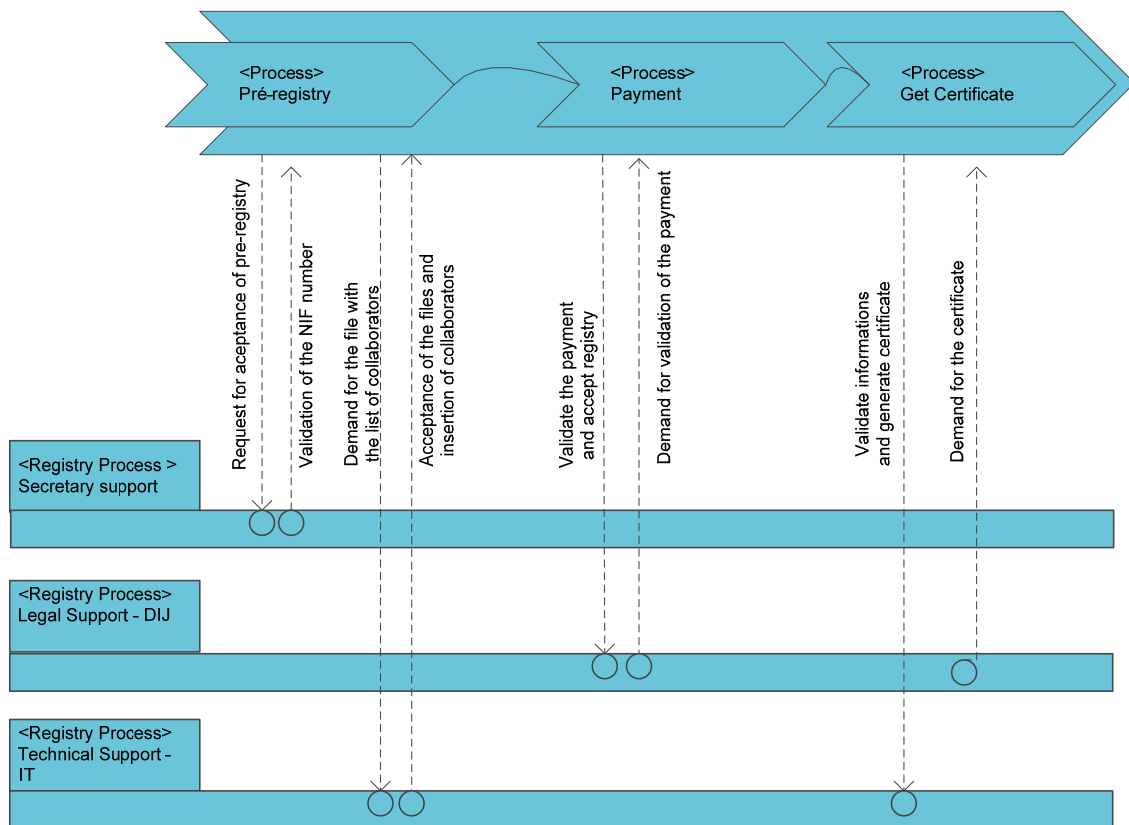 <Process>
Pré-registry
<Process>
Payment
<Process>
Get Certificate
Request for aceptance of pre-registry
Validation of the NIF number
Demand for the file with
the list of collaborators
Acceptance of the files and
insertion of collaborators
Validate the payment
and accept registry
Demand for validation of the payment
Validate informations
and generate certificate
Demand for the certificate
<Registry Process >
Secretary support
<Registry Process>
Legal Support - DIJ
<Registry Process>
Technical Support -
IT